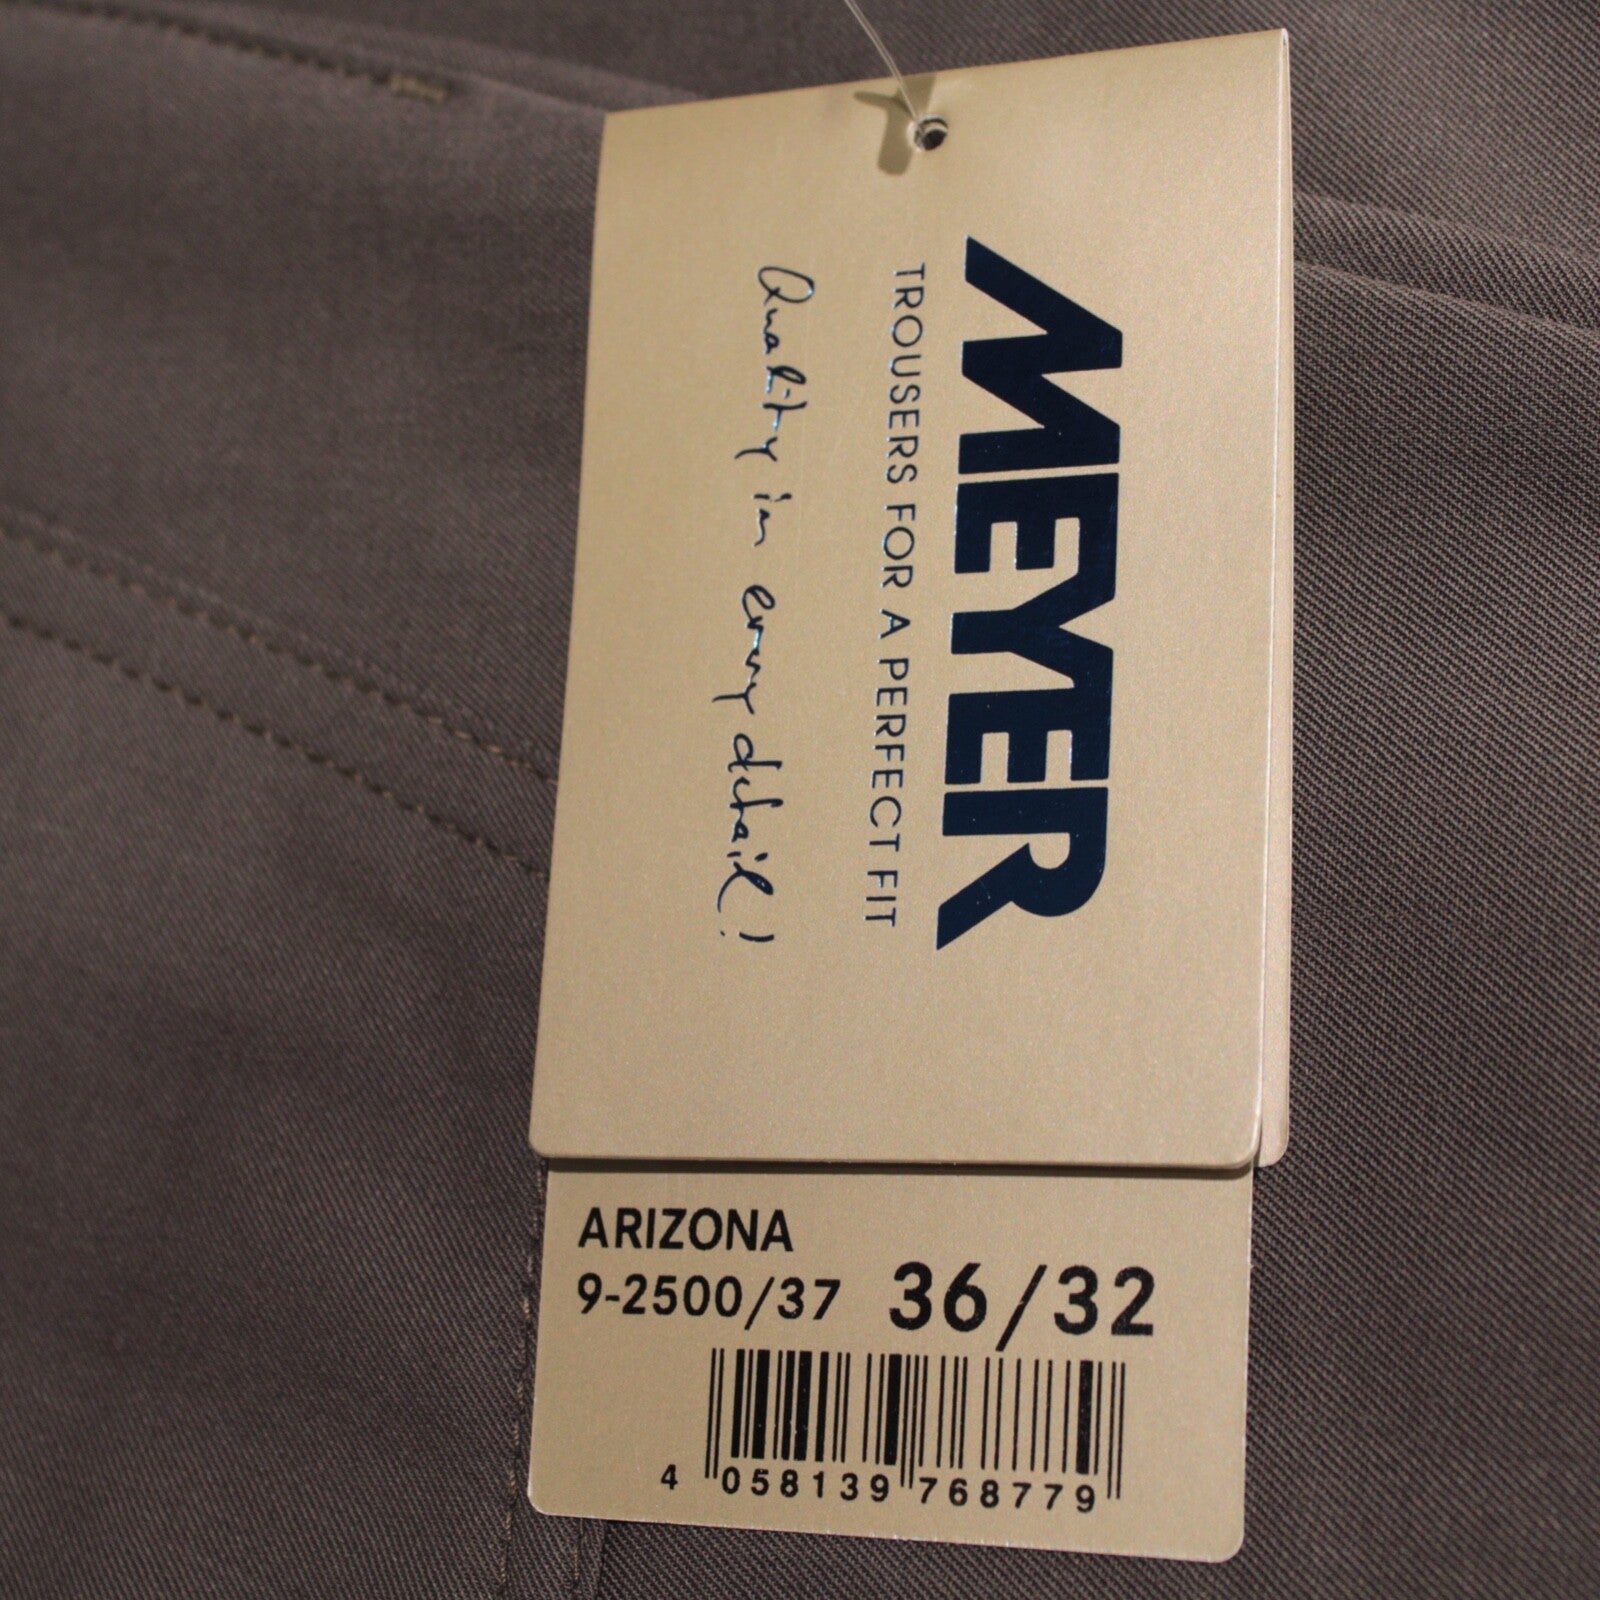 MEYER
TROUSERS FOR A PERFECT FIT
Quality in every detail!
ARIZONA
9-2500/37 36/32
4 058139 768779